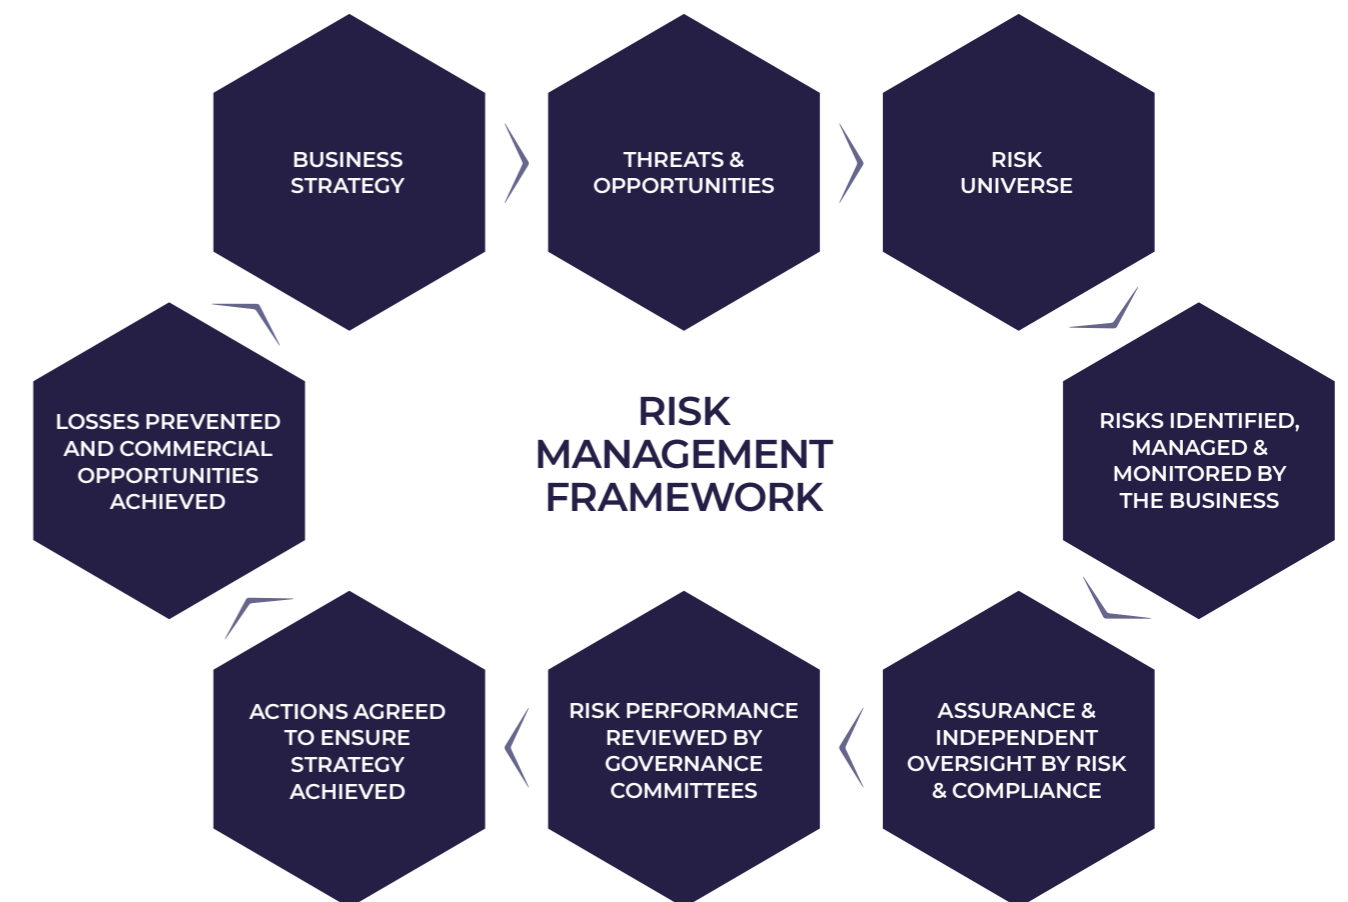 BUSINESS
STRATEGY
THREATS &
OPPORTUNITIES
RISK
UNIVERSE
RISKS IDENTIFIED,
MANAGED &
MONITORED BY
THE BUSINESS
ASSURANCE &
INDEPENDENT
OVERSIGHT BY RISK
& COMPLIANCE
RISK PERFORMANCE
REVIEWED BY
GOVERNANCE
COMMITTEES
ACTIONS AGREED
TO ENSURE
STRATEGY
ACHIEVED
LOSSES PREVENTED
AND COMMERCIAL
OPPORTUNITIES
ACHIEVED
RISK
MANAGEMENT
FRAMEWORK